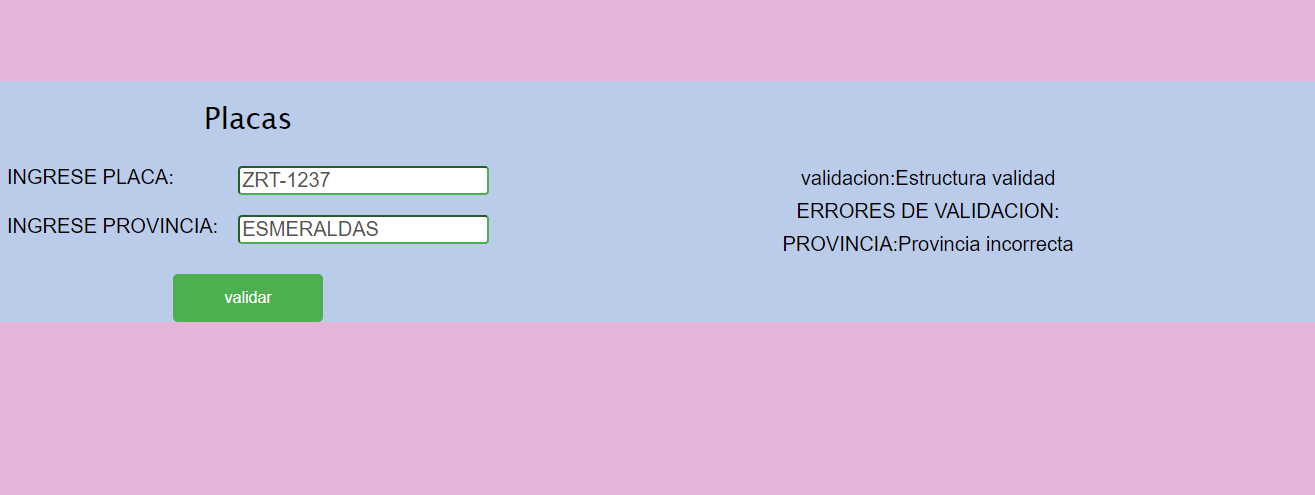 Placas
INGRESE PLACA:
ZRT-1237
INGRESE PROVINCIA:
ESMERALDAS
validar
validacion:Estructura validad
ERRORES DE VALIDACION:
PROVINCIA:Provincia incorrecta